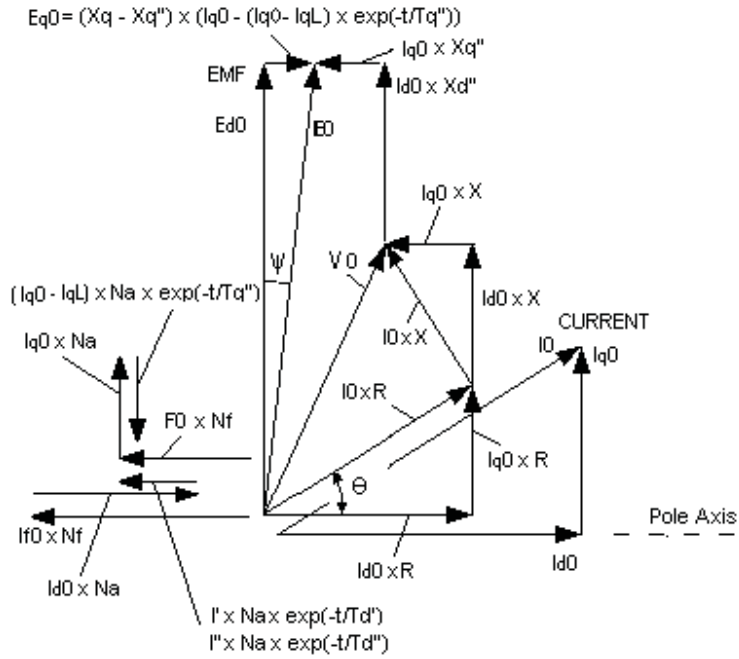 Eq0 = (Xq - Xq") x (Iq0 - (Iq0 - IqL) x exp(-t/Tq"))
Iq0 x Xq"
EMF
Id0 x Xd"
Ed0
E0
Iq0 x X
Ψ
V0
(Iq0 - IqL) x Na x exp(-t/Tq")
Id0 x X
I0 x X
CURRENT
Iq0 x Na
I0
Iq0
I0 x R
F0 x Nf
Iq0 x R
θ
Pole Axis
If0 x Nf
Id0 x R
Id0
Id0 x Na
I' x Na x exp(-t/Td')
I" x Na x exp(-t/Td")